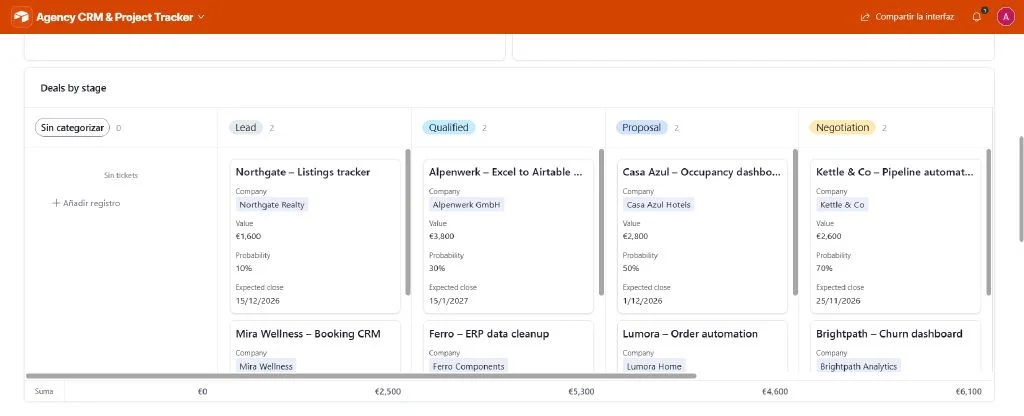 Agency CRM & Project Tracker
Compartir la interfaz
1
A
Deals by stage
Sin categorizar 0
Sin tickets
+ Añadir registro
Lead 2
Northgate – Listings tracker
Company
Northgate Realty
Value
€1,600
Probability
10%
Expected close
15/12/2026
Mira Wellness – Booking CRM
Company
Mira Wellness
Qualified 2
Alpenwerk – Excel to Airtable ...
Company
Alpenwerk GmbH
Value
€3,800
Probability
30%
Expected close
15/1/2027
Ferro – ERP data cleanup
Company
Ferro Components
Proposal 2
Casa Azul – Occupancy dashbo...
Company
Casa Azul Hotels
Value
€2,800
Probability
50%
Expected close
1/12/2026
Lumora – Order automation
Company
Lumora Home
Negotiation 2
Kettle & Co – Pipeline automat...
Company
Kettle & Co
Value
€2,600
Probability
70%
Expected close
25/11/2026
Brightpath – Churn dashboard
Company
Brightpath Analytics
Suma €0 €2,500 €5,300 €4,600 €6,100